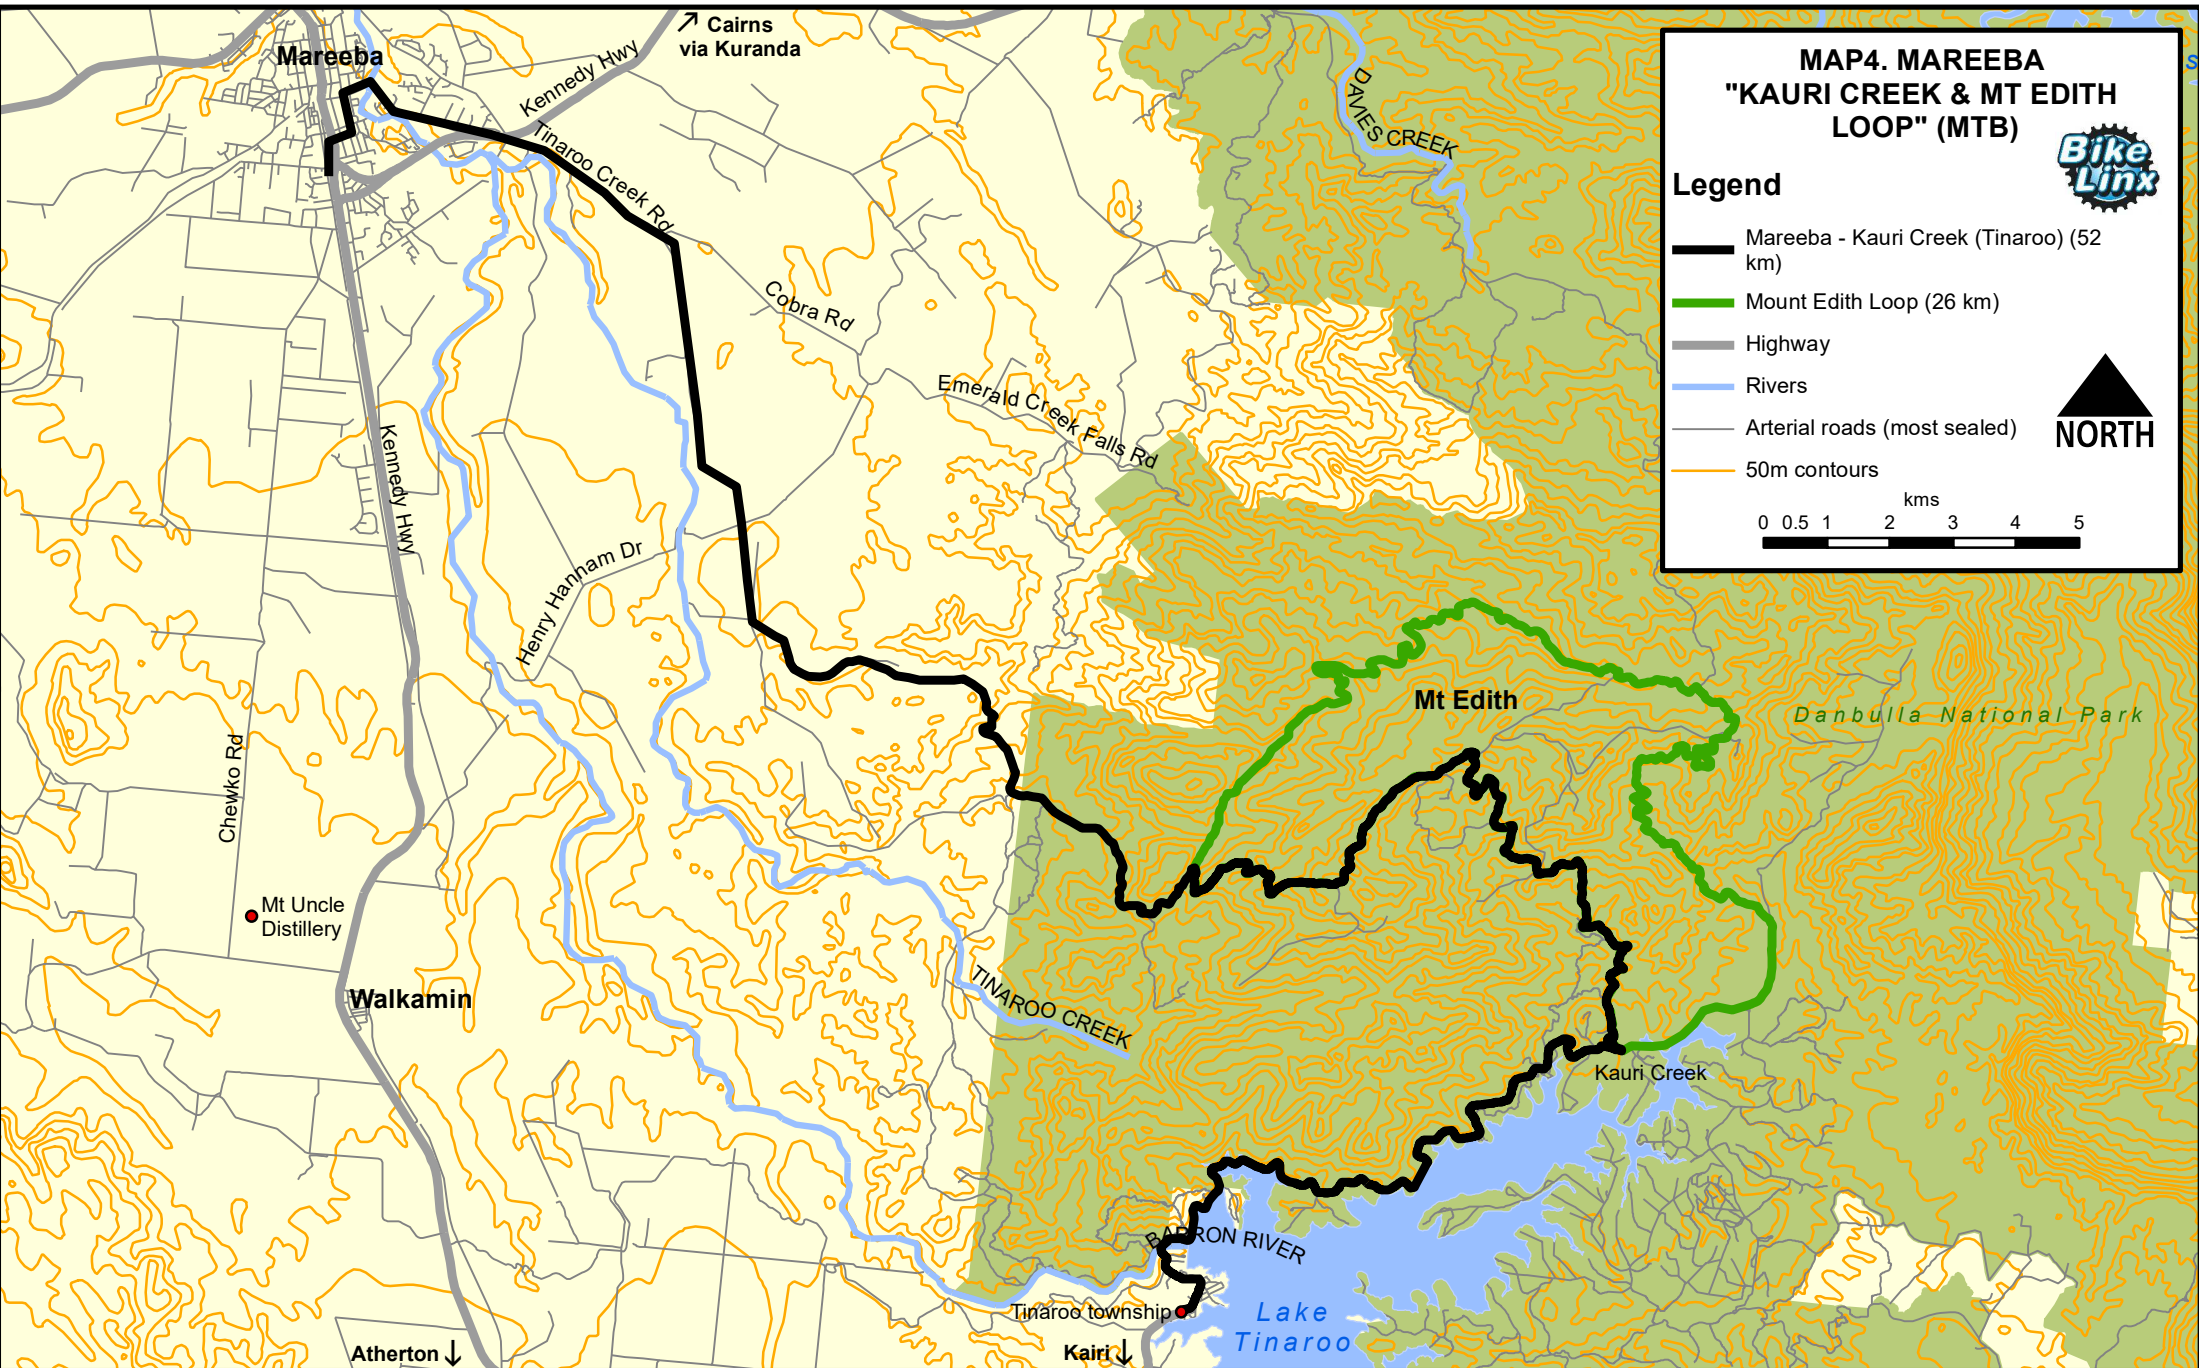 Cairns
via Kuranda
Mareeba
Kennedy Hwy
Tinaroo Creek Rd
DAVIES CREEK
MAP4. MAREEBA
"KAURI CREEK & MT EDITH
LOOP" (MTB)
Bike
Linx
Legend
Mareeba - Kauri Creek (Tinaroo) (52
km)
Mount Edith Loop (26 km)
Highway
Rivers
Arterial roads (most sealed)
50m contours
NORTH
kms
0 0.5 1 2 3 4 5
Cobra Rd
Emerald Creek Falls Rd
Kennedy Hwy
Henry Hannam Dr
Mt Edith
Danbulla National Park
Chewko Rd
Mt Uncle
Distillery
Walkamin
TINAROO CREEK
Kauri Creek
BARRON RIVER
Tinaroo township
Lake
Tinaroo
Atherton
Kairi